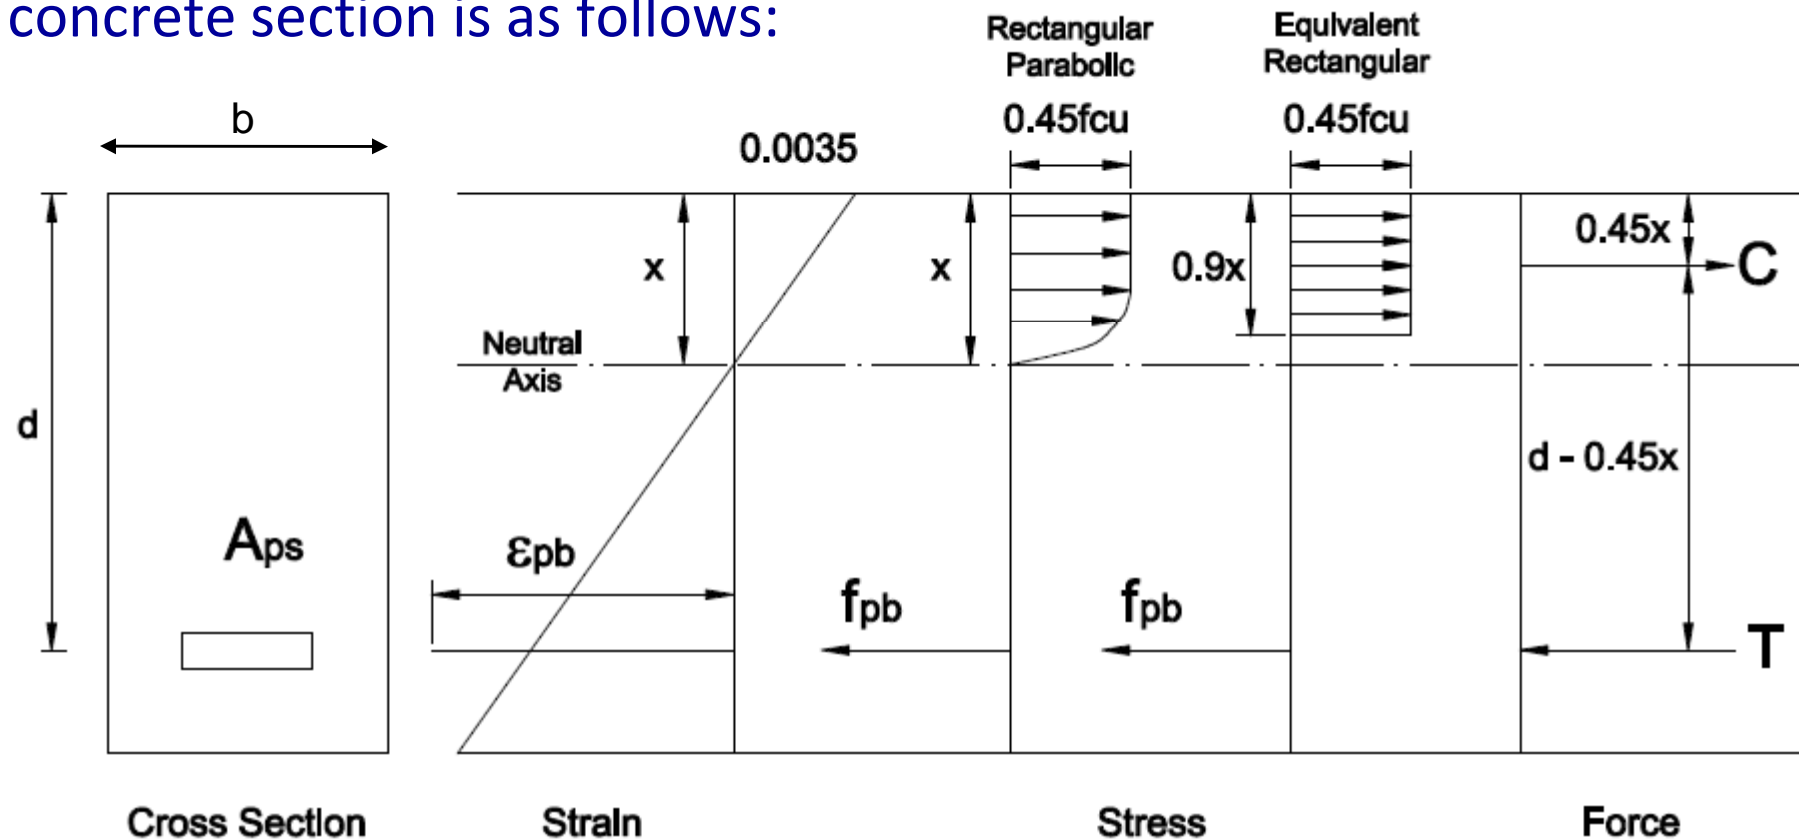 concrete section is as follows:
Rectangular
Parabolic
Equivalent
Rectangular
b
0.0035
0.45fcu
0.45fcu
x
x
0.9x
0.45x
C
Neutral
Axis
d
d - 0.45x
Aps
εpb
fpb
fpb
T
Cross Section
Strain
Stress
Force